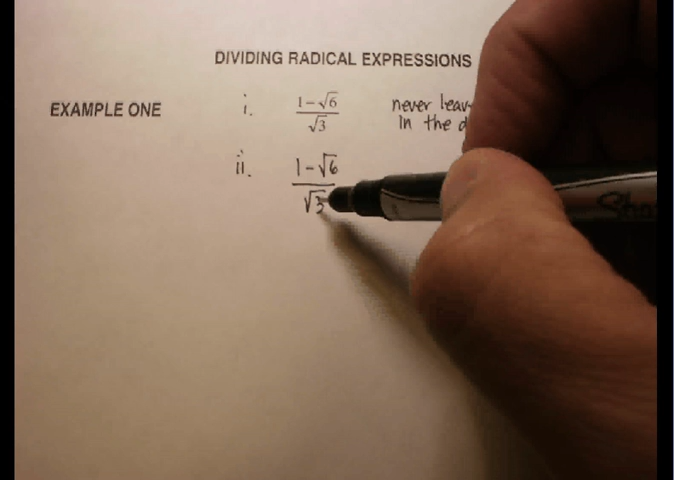 DIVIDING RADICAL EXPRESSIONS
EXAMPLE ONE i. 1-√6 / √3 never
in the
ii. 1-√6 / √3